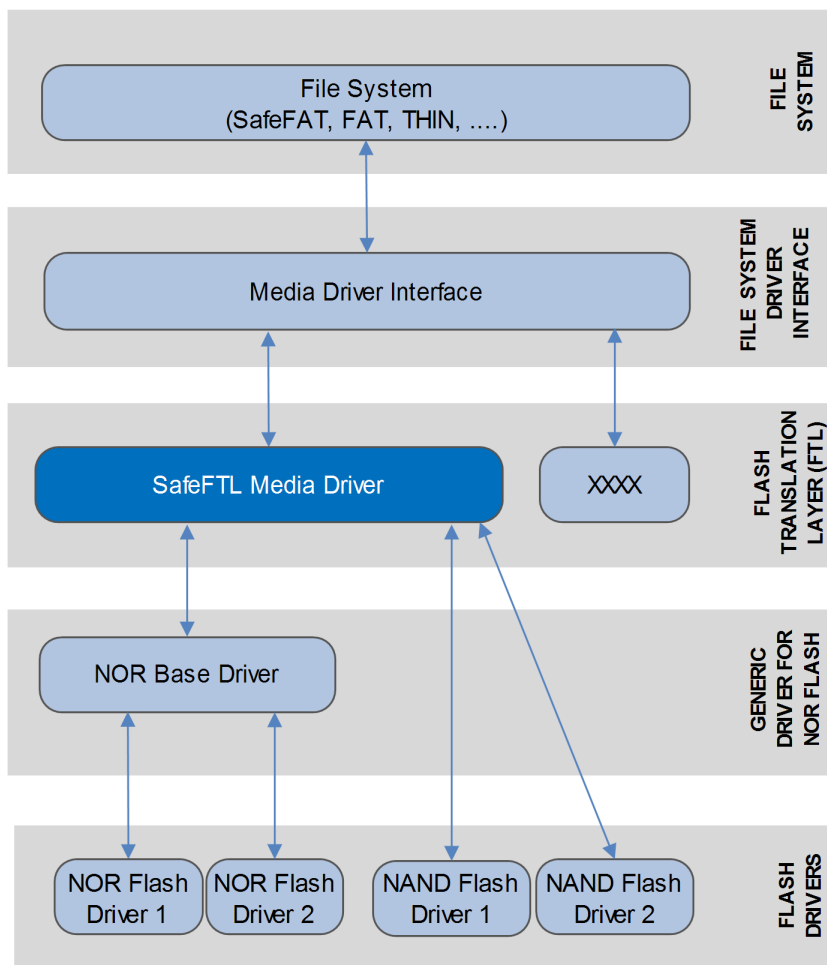 File System
(SafeFAT, FAT, THIN, ....)
FILE
SYSTEM
Media Driver Interface
FILE SYSTEM
DRIVER
INTERFACE
SafeFTL Media Driver
XXXX
FLASH
TRANSLATION
LAYER (FTL)
NOR Base Driver
GENERIC
DRIVER FOR
NOR FLASH
NOR Flash
Driver 1
NOR Flash
Driver 2
NAND Flash
Driver 1
NAND Flash
Driver 2
FLASH
DRIVERS